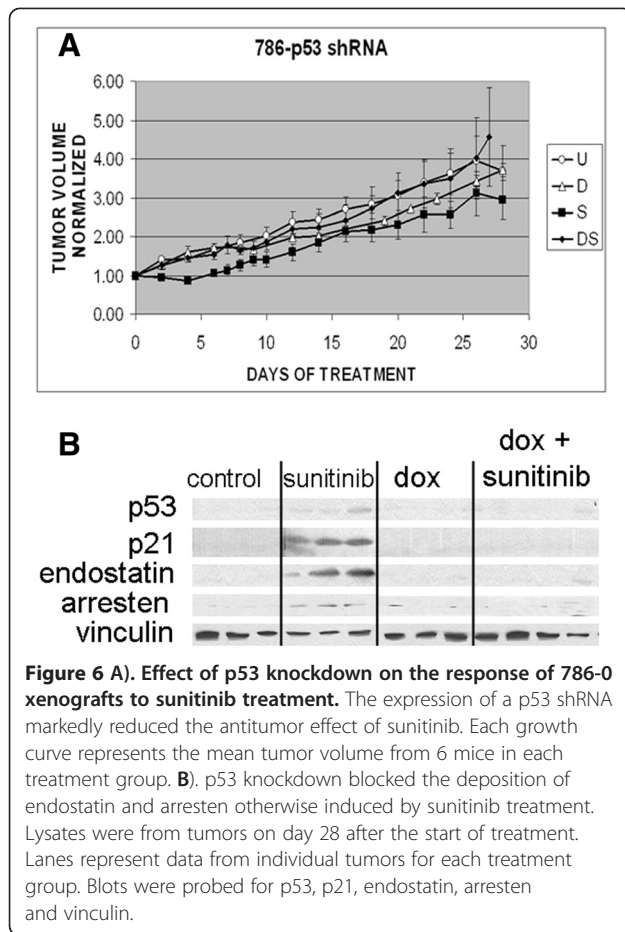 A
786-p53 shRNA
TUMOR VOLUME
NORMALIZED
6.00
5.00
4.00
3.00
2.00
1.00
0.00
0 5 10 15 20 25 30
DAYS OF TREATMENT
U
D
S
DS
B
control sunitinib dox dox +
sunitinib
p53
p21
endostatin
arresten
vinculin
Figure 6 A). Effect of p53 knockdown on the response of 786-0
xenografts to sunitinib treatment. The expression of a p53 shRNA
markedly reduced the antitumor effect of sunitinib. Each growth
curve represents the mean tumor volume from 6 mice in each
treatment group. B). p53 knockdown blocked the deposition of
endostatin and arresten otherwise induced by sunitinib treatment.
Lysates were from tumors on day 28 after the start of treatment.
Lanes represent data from individual tumors for each treatment
group. Blots were probed for p53, p21, endostatin, arresten
and vinculin.